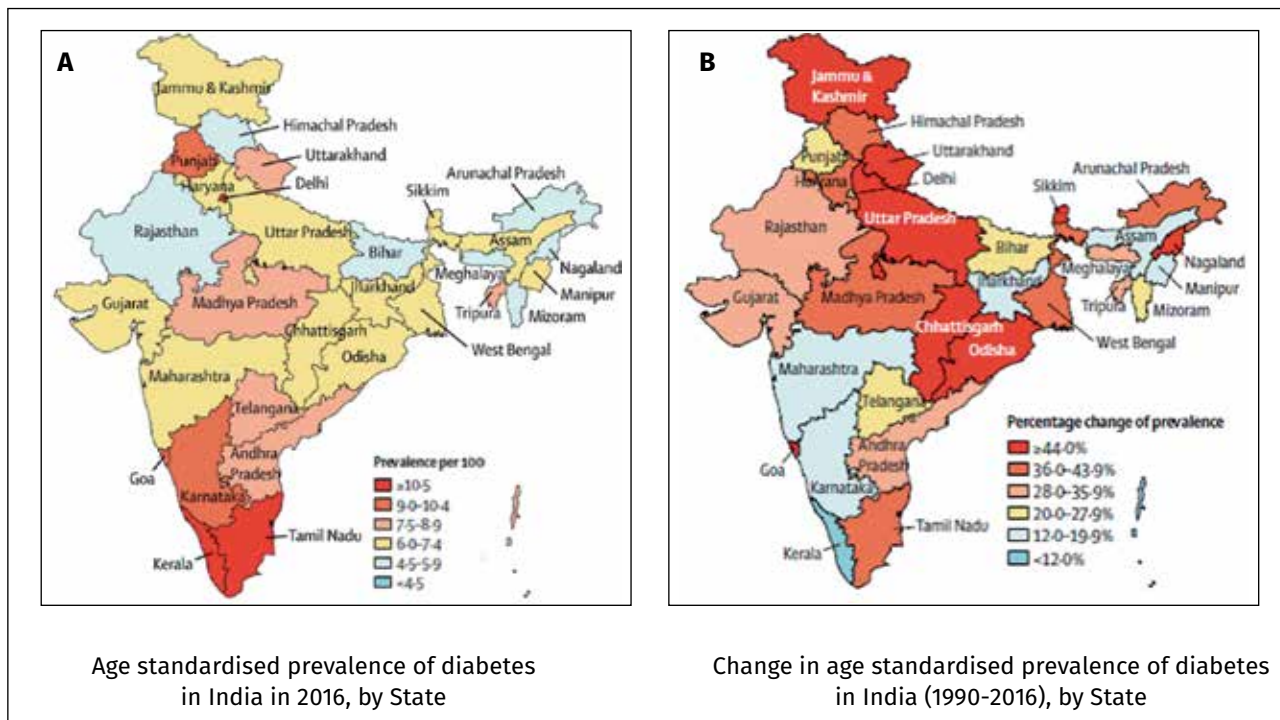 A
Jammu & Kashmir
Himachal Pradesh
Punjab
Uttarakhand
Haryana
Delhi
Arunachal Pradesh
Sikkim
Rajasthan
Uttar Pradesh
Bihar
Assam
Nagaland
Meghalaya
Manipur
Jharkhand
Gujarat
Madhya Pradesh
Tripura
Mizoram
Chhattisgarh
West Bengal
Odisha
Maharashtra
Telangana
Goa
Andhra
Pradesh
Karnataka
Tamil Nadu
Kerala
Prevalence per 100
≥10·5
9·0-10·4
7·5-8·9
6·0-7·4
4·5-5·9
<4·5
B
Jammu &
Kashmir
Himachal Pradesh
Punjab
Uttarakhand
Haryana
Delhi
Arunachal Pradesh
Sikkim
Rajasthan
Uttar Pradesh
Bihar
Assam
Nagaland
Meghalaya
Manipur
Jharkhand
Gujarat
Madhya Pradesh
Tripura
Mizoram
Chhattisgarh
West Bengal
Odisha
Maharashtra
Telangana
Goa
Andhra
Pradesh
Karnataka
Tamil Nadu
Kerala
Percentage change of prevalence
≥44·0%
36·0-43·9%
28·0-35·9%
20·0-27·9%
12·0-19·9%
<12·0%
Age standardised prevalence of diabetes
in India in 2016, by State
Change in age standardised prevalence of diabetes
in India (1990-2016), by State